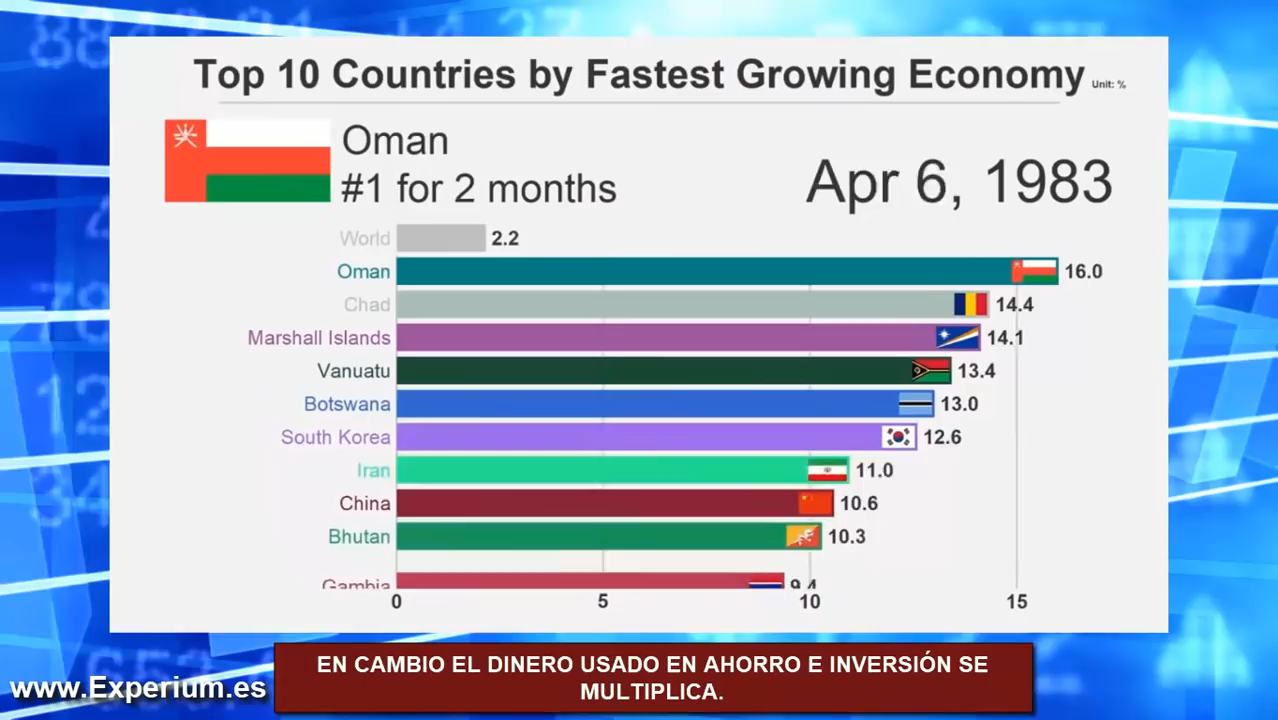 Top 10 Countries by Fastest Growing Economy Unit: %
Oman
#1 for 2 months
Apr 6, 1983
World 2.2
Oman 16.0
Chad 14.4
Marshall Islands 14.1
Vanuatu 13.4
Botswana 13.0
South Korea 12.6
Iran 11.0
China 10.6
Bhutan 10.3
Gambia 9.4
0 5 10 15
EN CAMBIO EL DINERO USADO EN AHORRO E INVERSIÓN SE
MULTIPLICA.
www.Experium.es